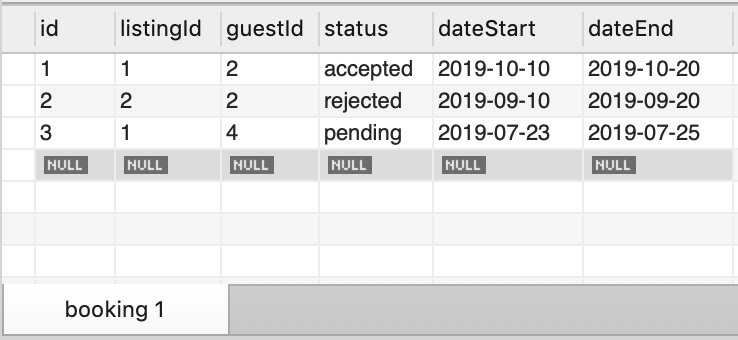 id listingId guestId status dateStart dateEnd
1 1 2 accepted 2019-10-10 2019-10-20
2 2 2 rejected 2019-09-10 2019-09-20
3 1 4 pending 2019-07-23 2019-07-25
NULL NULL NULL NULL NULL NULL
booking 1